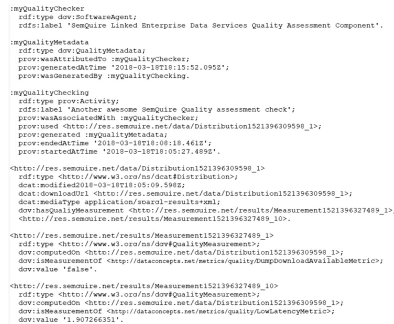 :myQualityChecker
rdf:type dqv:SoftwareAgent;
rdfs:label 'SemQuire Linked Enterprise Data Services Quality Assessment Component'.
:myQualityMetadata
rdf:type dqv:QualityMetadata;
prov:wasAttributedTo :myQualityChecker;
prov:generatedAtTime '2018-03-18T18:15:52.095Z';
prov:wasGeneratedBy :myQualityChecking.
:myQualityChecking
rdf:type prov:Activity;
rdfs:label 'Another awesome SemQuire Quality assessment check';
prov:wasAssociatedWith :myQualityChecker;
prov:used <http://res.semquire.net/data/Distribution1521396309598_1>;
prov:generated :myQualityMetadata;
prov:endedAtTime '2018-03-18T18:08:18.461Z';
prov:startedAtTime '2018-03-18T18:05:27.489Z'.
<http://res.semquire.net/data/Distribution1521396309598_1>
rdf:type <http://www.w3.org/ns/dcat#Distribution>;
dcat:modified2018-03-18T18:05:09.598Z;
dcat:downloadUrl <http://res.semquire.net/data/Distribution1521396309598_1>;
dcat:mediaType application/sparql-results+xml;
dqv:hasQualiyMeasurement <http://res.semquire.net/results/Measurement1521396327489_1>,
<http://res.semquire.net/results/Measurement1521396327489_10>.
<http://res.semquire.net/results/Measurement1521396327489_1>
rdf:type <http://www.w3.org/ns/dqv#QualityMeasurement>;
dqv:computedOn <http://res.semquire.net/data/Distribution1521396309598_1>;
dqv:isMeasurementOf <http://dataconcepts.net/metrics/quality/DumpDownloadAvailableMetric>;
dqv:value 'false'.
<http://res.semquire.net/results/Measurement1521396327489_10>
rdf:type <http://www.w3.org/ns/dqv#QualityMeasurement>;
dqv:computedOn <http://res.semquire.net/data/Distribution1521396309598_1>;
dqv:isMeasurementOf <http://dataconcepts.net/metrics/quality/LowLatencyMetric>;
dqv:value '1.907266351'.